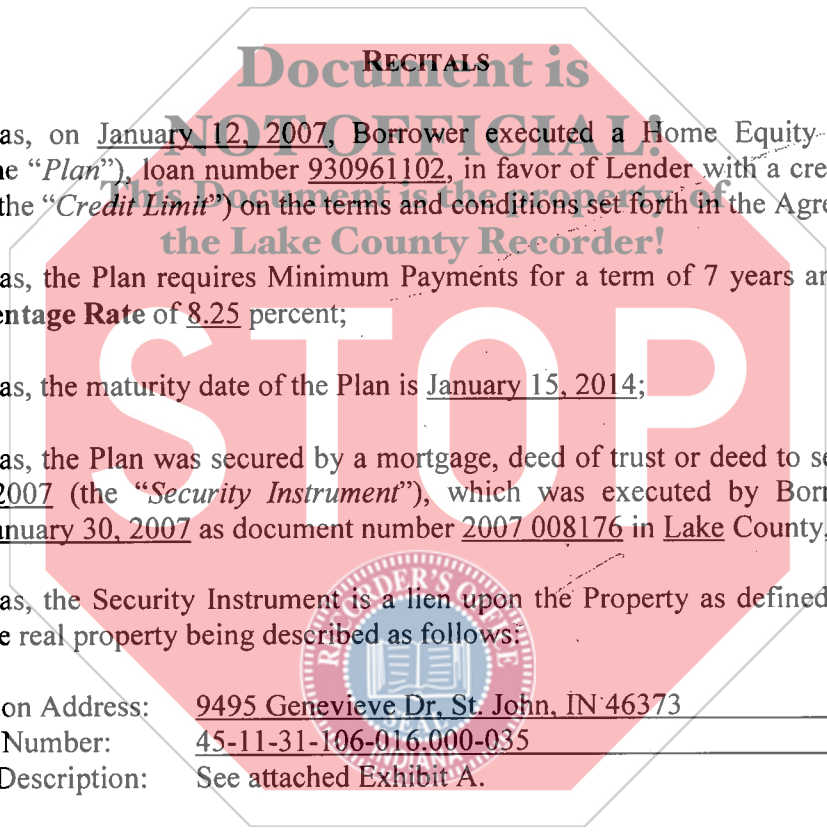 RECITALS
Document is
NOT OFFICIAL!
This Document is the property of
the Lake County Recorder!
STOP
as, on January 12, 2007, Borrower executed a Home Equity
e “Plan”), loan number 930961102, in favor of Lender with a cre
the “Credit Limit”) on the terms and conditions set forth in the Agre
as, the Plan requires Minimum Payments for a term of 7 years an
entage Rate of 8.25 percent;
as, the maturity date of the Plan is January 15, 2014;
as, the Plan was secured by a mortgage, deed of trust or deed to se
2007 (the “Security Instrument”), which was executed by Borr
anuary 30, 2007 as document number 2007 008176 in Lake County,
as, the Security Instrument is a lien upon the Property as defined
e real property being described as follows:
on Address: 9495 Genevieve Dr, St. John, IN 46373
Number: 45-11-31-106-016.000-035
Description: See attached Exhibit A.
RECORDER'S OFFICE
INDIANA